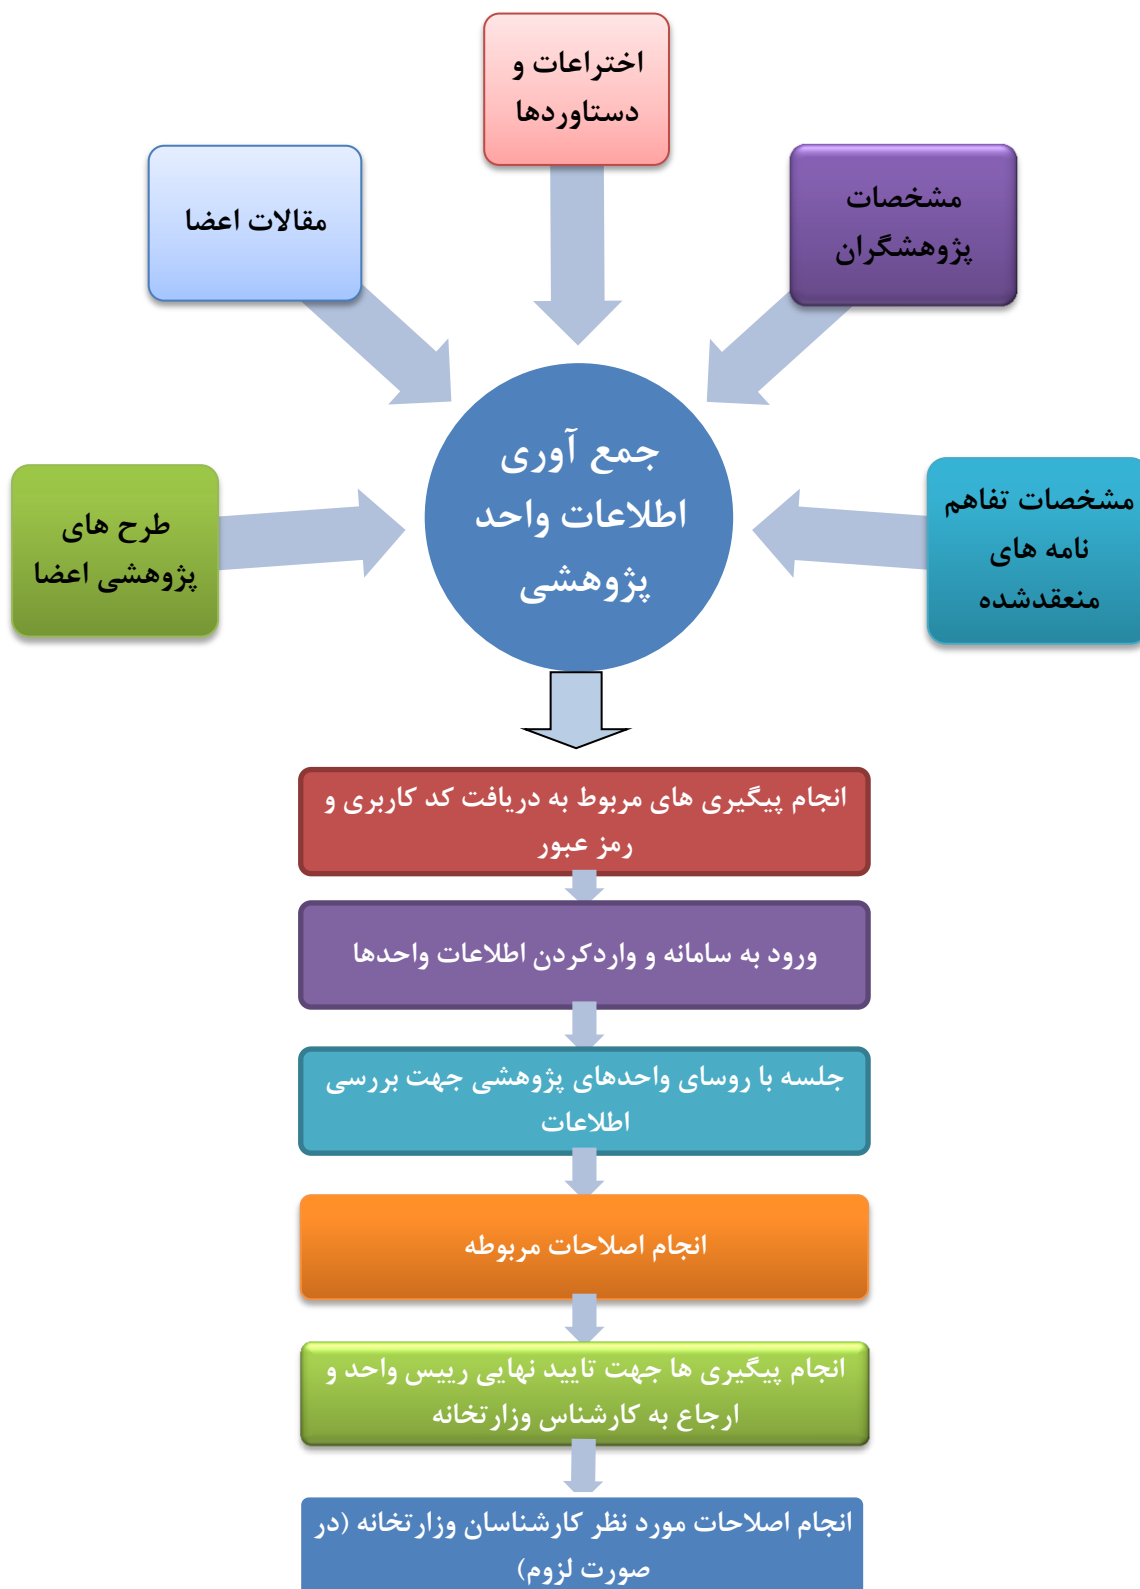 اختراعات و
دستاوردها
مشخصات
پژوهشگران
مقالات اعضا
جمع آوری
اطلاعات واحد
پژوهشی
مشخصات تفاهم
نامه های
منعقدشده
طرح های
پژوهشی اعضا
انجام پیگیری های مربوط به دریافت کد کاربری و
رمز عبور
ورود به سامانه و واردکردن اطلاعات واحدها
جلسه با روسای واحدهای پژوهشی جهت بررسی
اطلاعات
انجام اصلاحات مربوطه
انجام پیگیری ها جهت تایید نهایی رییس واحد و
ارجاع به کارشناس وزارتخانه
انجام اصلاحات مورد نظر کارشناسان وزارتخانه (در
صورت لزوم)